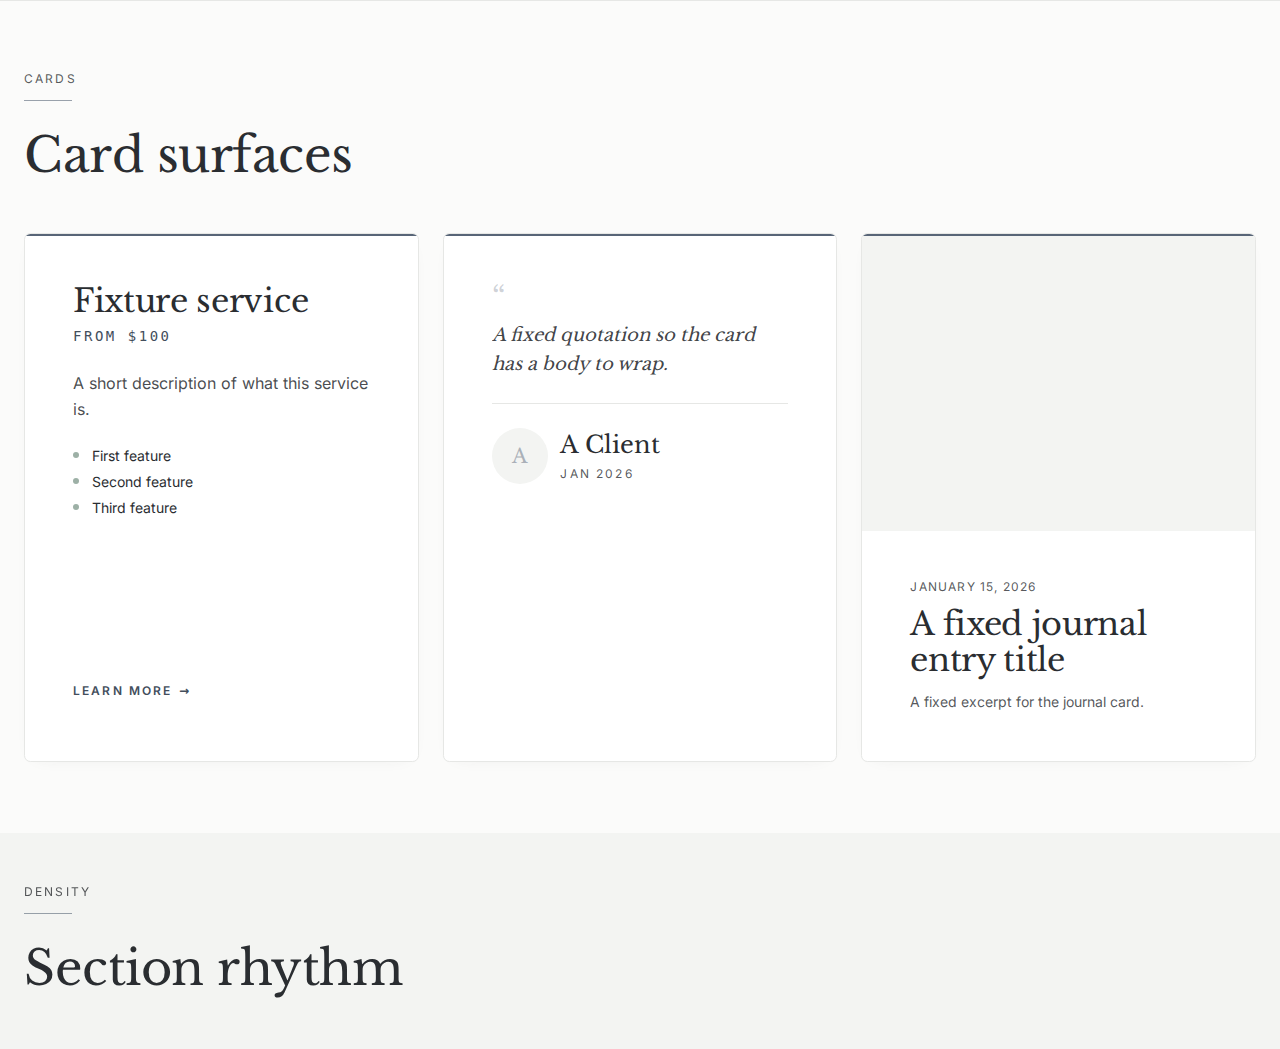 CARDS
Card surfaces
Fixture service
FROM $100
A short description of what this service
is.
First feature
Second feature
Third feature
LEARN MORE →
“
A fixed quotation so the card
has a body to wrap.
A
A Client
JAN 2026
JANUARY 15, 2026
A fixed journal
entry title
A fixed excerpt for the journal card.
DENSITY
Section rhythm